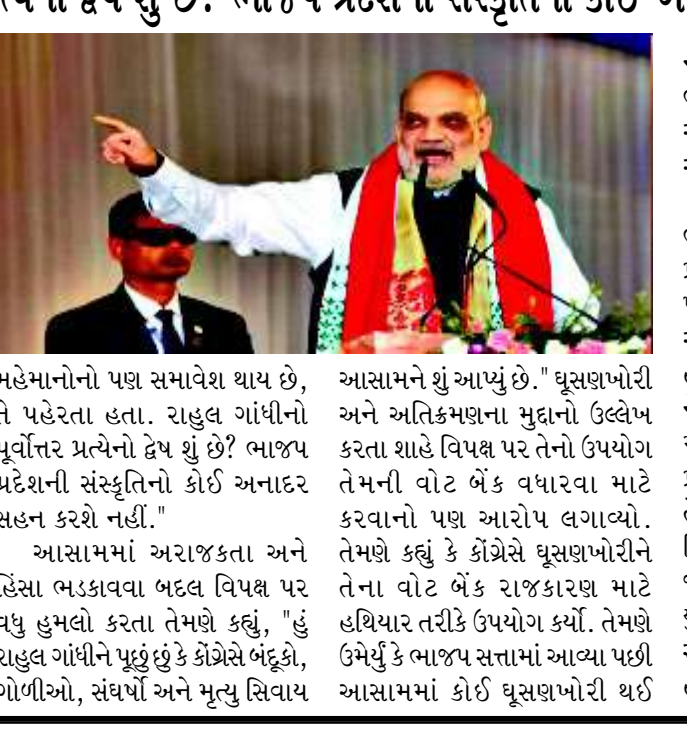 દ્વેષ શું છે? ભાજપ પ્રદેશની સંસ્કૃતિનો કોઈ
મહેમાનોનો પણ સમાવેશ થાય છે,
તે પહેરતા હતા. રાહુલ ગાંધીનો
પૂર્વોત્તર પ્રત્યેનો દ્વેષ શું છે? ભાજપ
પ્રદેશની સંસ્કૃતિનો કોઈ અનાદર
સહન કરશે નહીં."
આસામમાં અરાજકતા અને
હિંસા ભડકાવવા બદલ વિપક્ષ પર
વધુ હુમલો કરતા તેમણે કહ્યું, "હું
રાહુલ ગાંધીને પૂછું છું કે કોંગ્રેસે બંદૂકો,
ગોળીઓ, સંઘર્ષો અને મૃત્યુ સિવાય
આસામને શું આપ્યું છે." ઘૂસણખોરી
અને અતિક્રમણના મુદ્દાનો ઉલ્લેખ
કરતા શાહે વિપક્ષ પર તેનો ઉપયોગ
તેમની વોટ બેંક વધારવા માટે
કરવાનો પણ આરોપ લગાવ્યો.
તેમણે કહ્યું કે કોંગ્રેસે ઘૂસણખોરીને
તેના વોટ બેંક રાજકારણ માટે
હથિયાર તરીકે ઉપયોગ કર્યો. તેમણે
ઉમેર્યું કે ભાજપ સત્તામાં આવ્યા પછી
આસામમાં કોઈ ઘૂસણખોરી થઈ